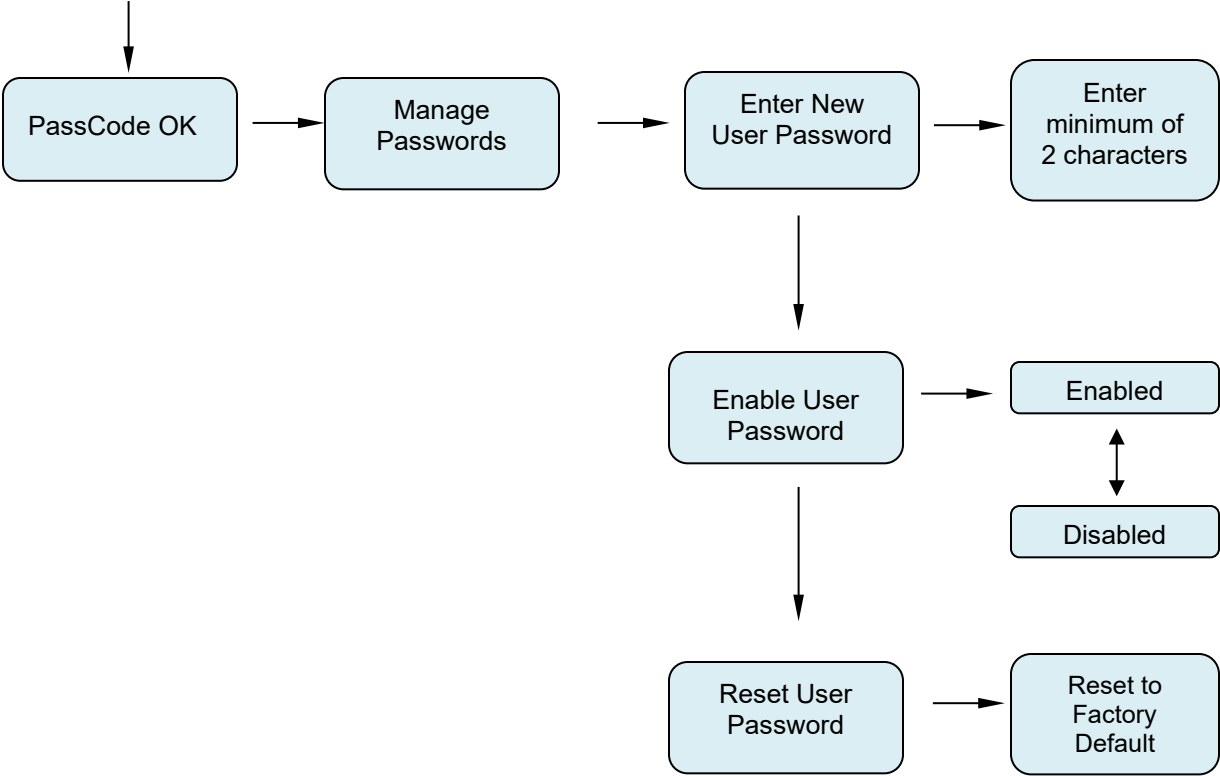 PassCode OK
Manage
Passwords
Enter New
User Password
Enter
minimum of
2 characters
Enable User
Password
Enabled
Disabled
Reset User
Password
Reset to
Factory
Default